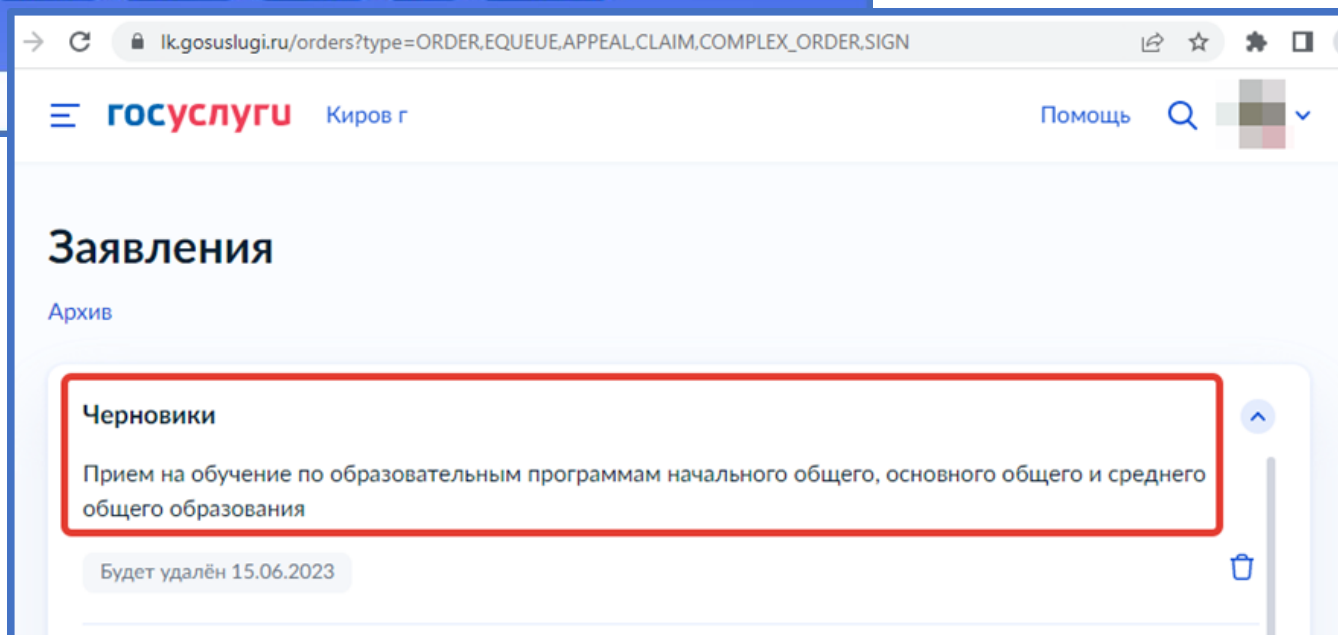 lk.gosuslugi.ru/orders?type=ORDER,EQUEUE,APPEAL,CLAIM,COMPLEX_ORDER,SIGN
госуслуги Киров г Помощь
Заявления
Архив
Черновики
Прием на обучение по образовательным программам начального общего, основного общего и среднего
общего образования
Будет удалён 15.06.2023